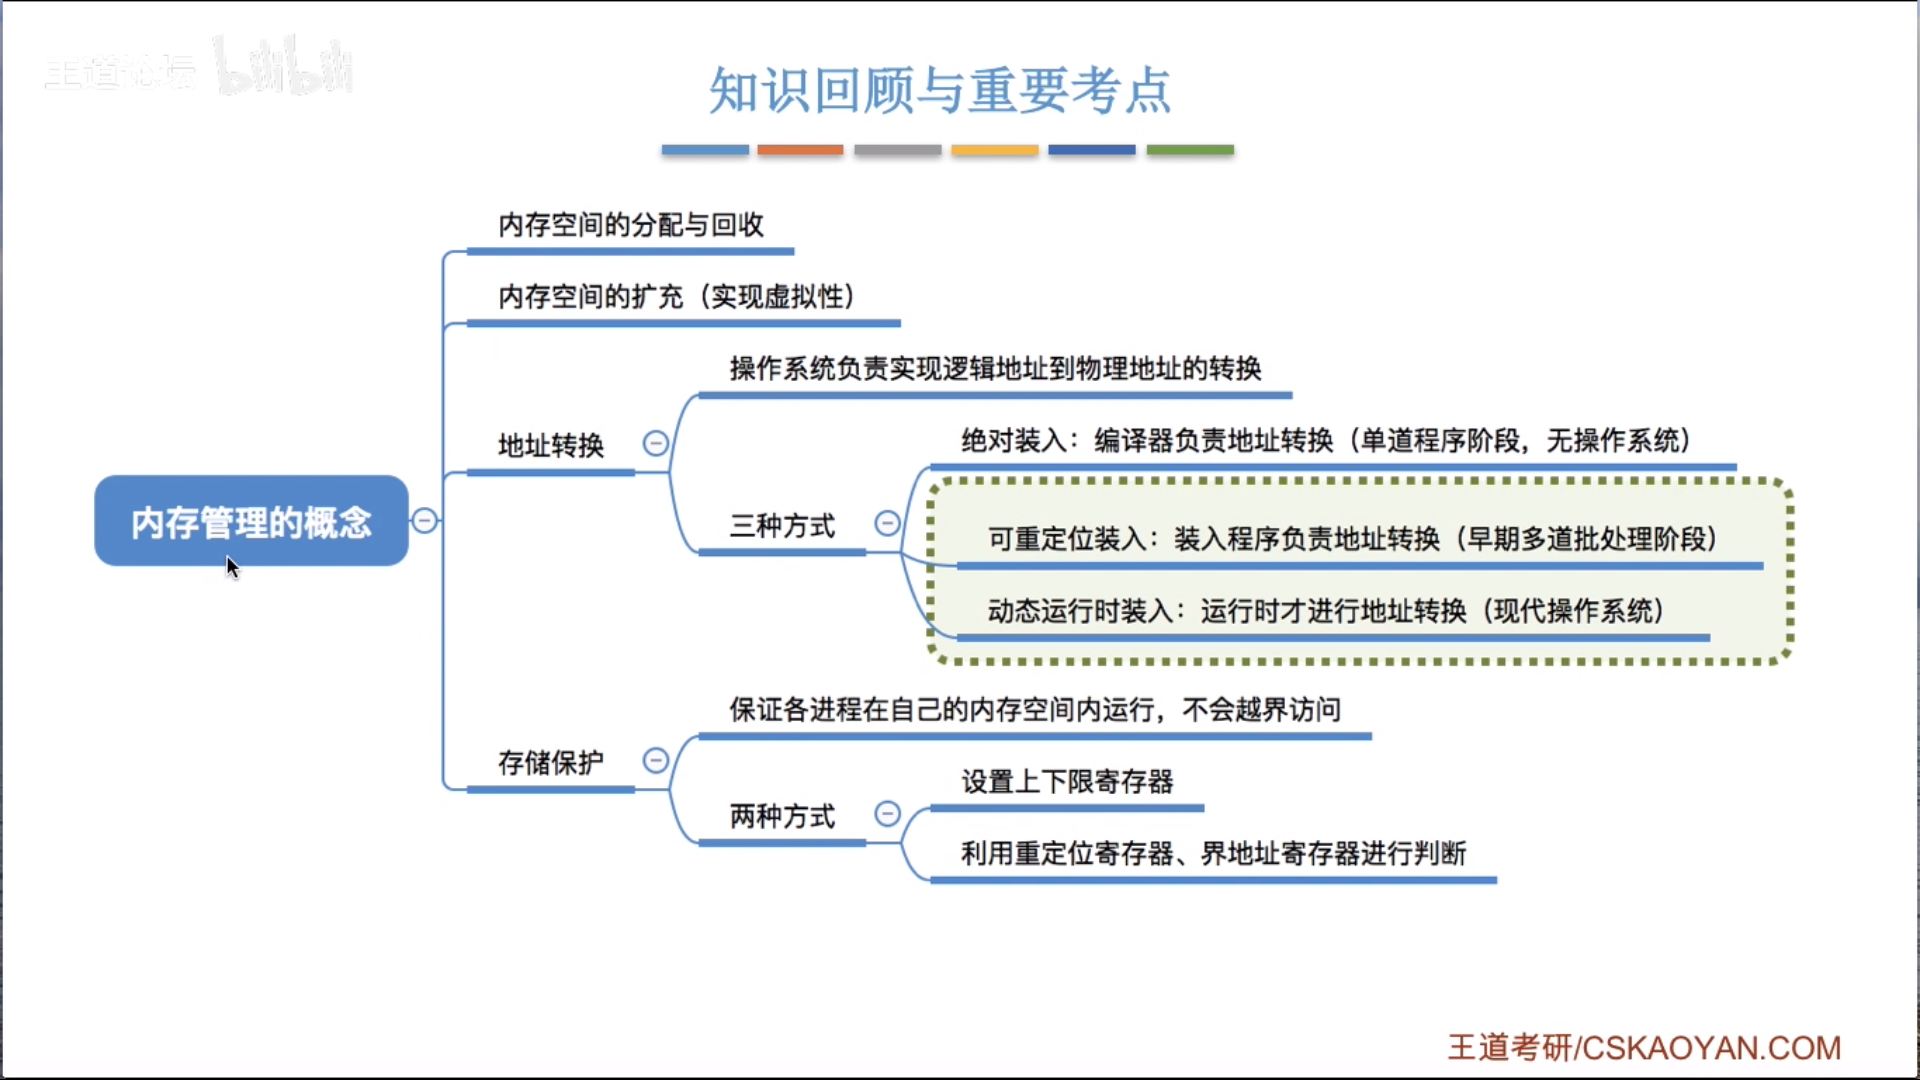 王道论坛 bilibili
知识回顾与重要考点
内存空间的分配与回收
内存空间的扩充（实现虚拟性）
操作系统负责实现逻辑地址到物理地址的转换
地址转换
绝对装入：编译器负责地址转换（单道程序阶段，无操作系统）
三种方式
可重定位装入：装入程序负责地址转换（早期多道批处理阶段）
动态运行时装入：运行时才进行地址转换（现代操作系统）
内存管理的概念
保证各进程在自己的内存空间内运行，不会越界访问
存储保护
设置上下限寄存器
两种方式
利用重定位寄存器、界地址寄存器进行判断
王道考研/CSKAOYAN.COM